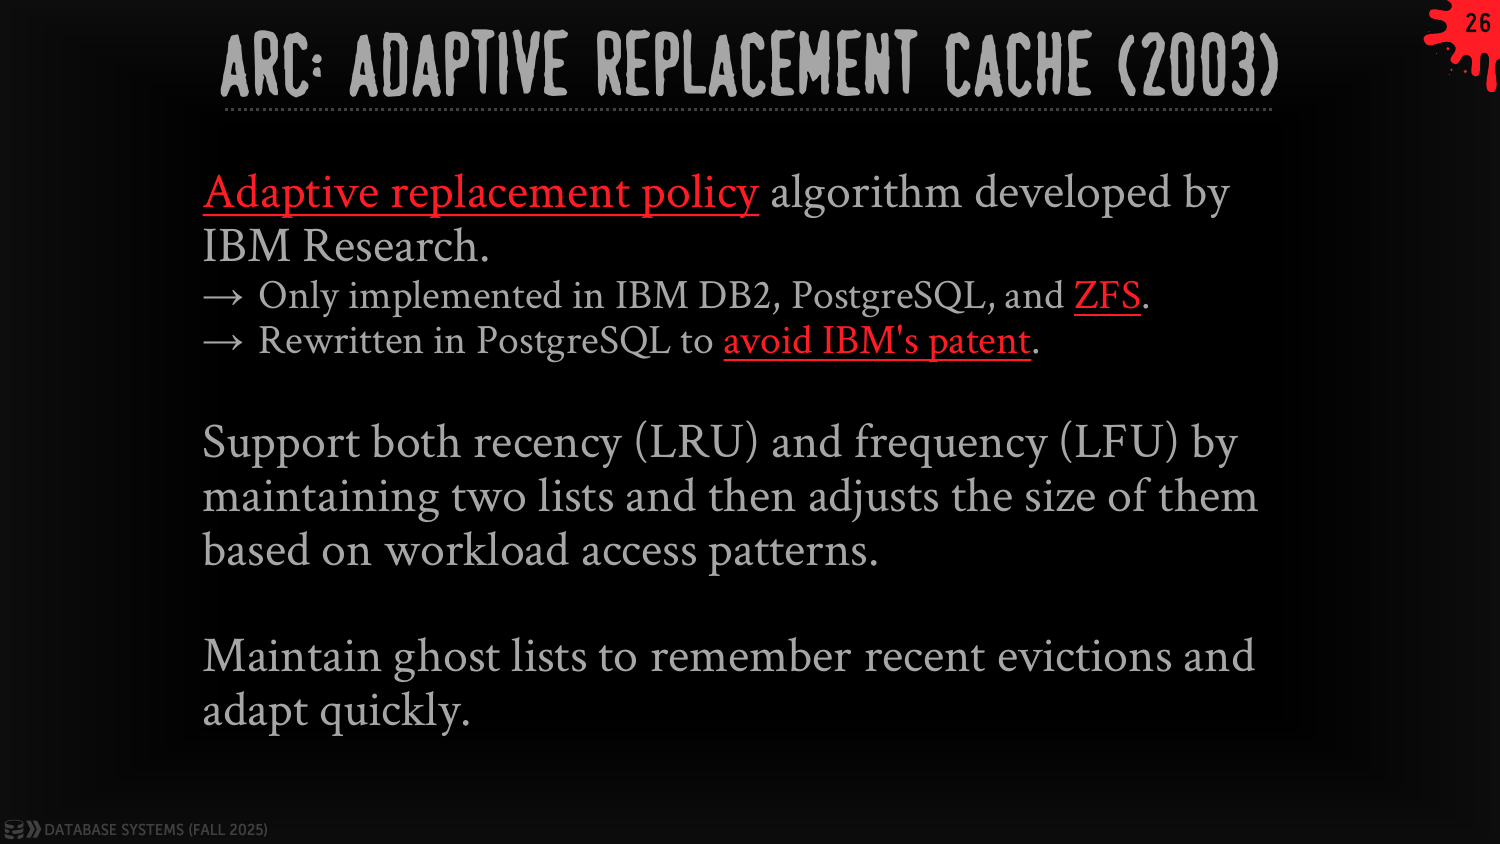 26
ARC: ADAPTIVE REPLACEMENT CACHE (2003)
Adaptive replacement policy algorithm developed by
IBM Research.
→ Only implemented in IBM DB2, PostgreSQL, and ZFS.
→ Rewritten in PostgreSQL to avoid IBM's patent.
Support both recency (LRU) and frequency (LFU) by
maintaining two lists and then adjusts the size of them
based on workload access patterns.
Maintain ghost lists to remember recent evictions and
adapt quickly.
DATABASE SYSTEMS (FALL 2025)